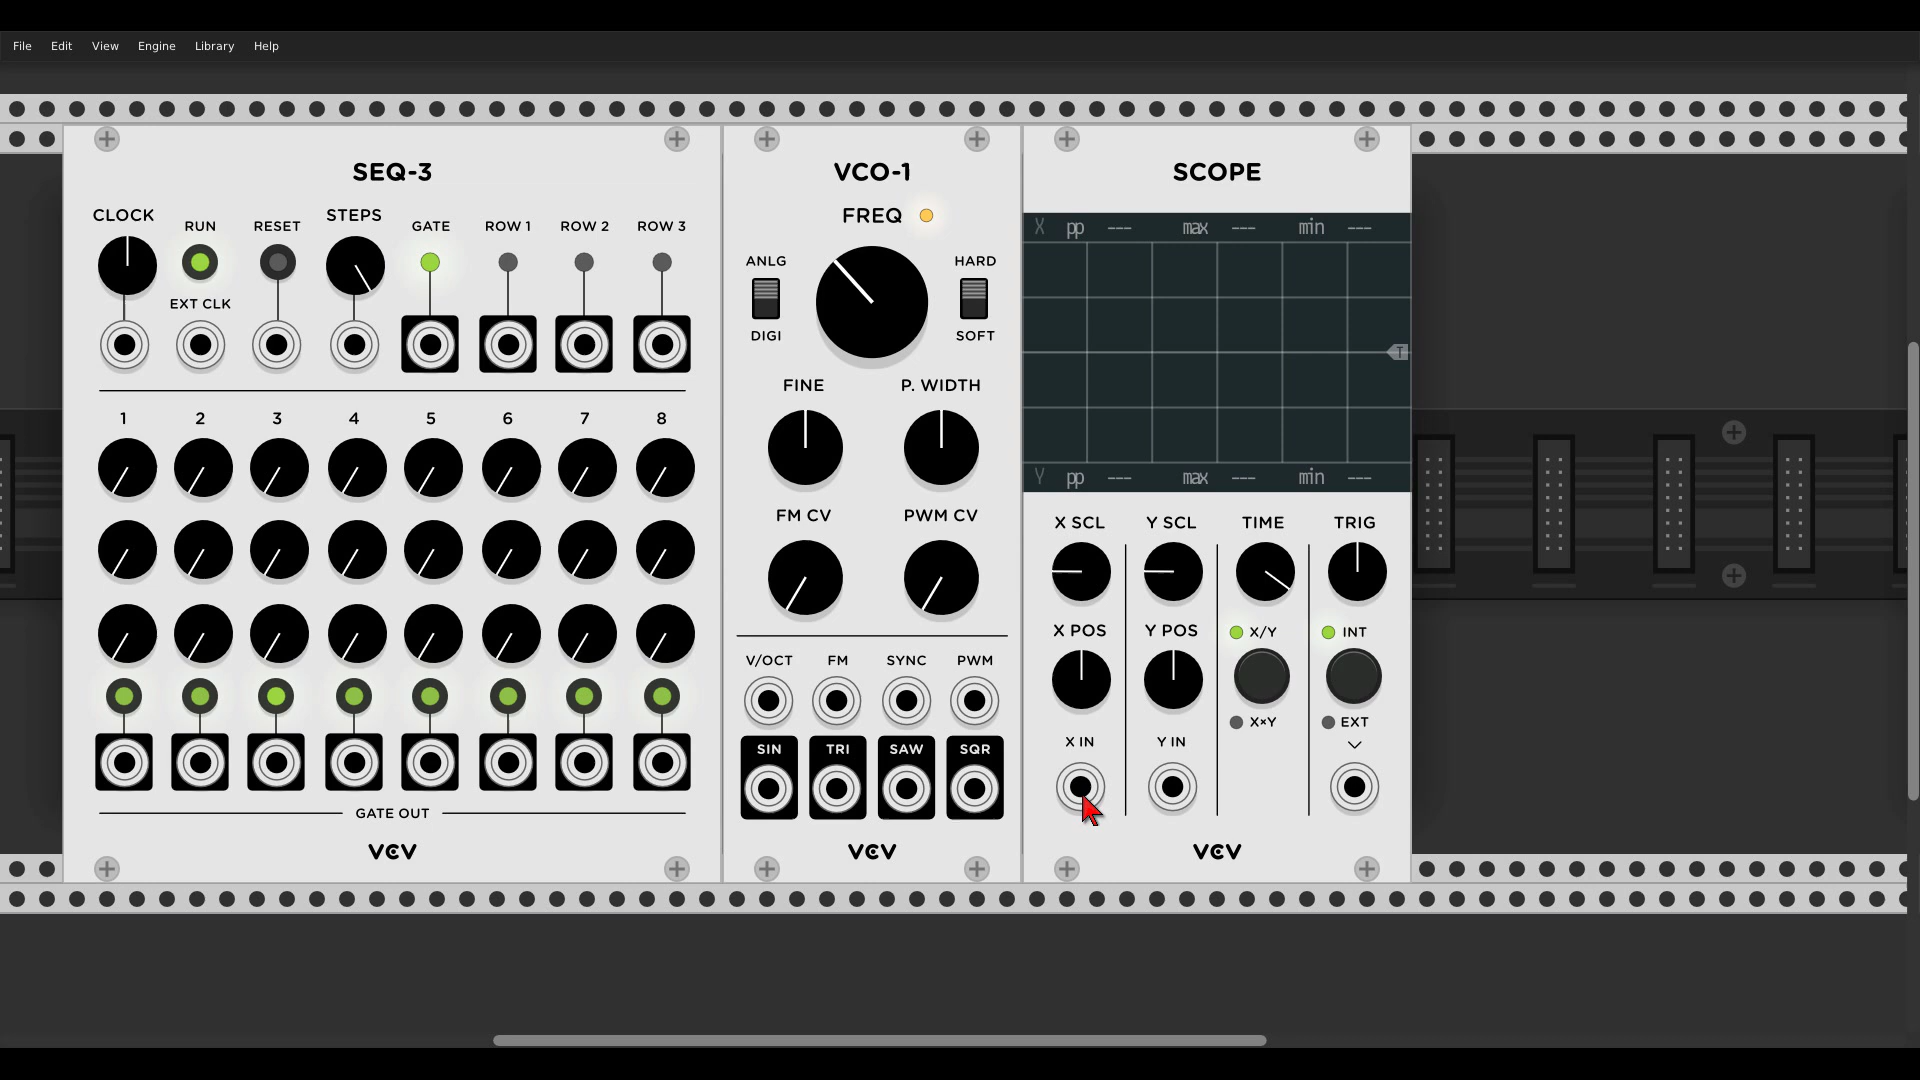 File Edit View Engine Library Help
SEQ-3
CLOCK RUN RESET STEPS GATE ROW 1 ROW 2 ROW 3
EXT CLK
1 2 3 4 5 6 7 8
GATE OUT
VCV
VCO-1
FREQ
ANLG HARD
DIGI SOFT
FINE P. WIDTH
FM CV PWM CV
V/OCT FM SYNC PWM
SIN TRI SAW SQR
VCV
SCOPE
X pp --- max --- min ---
T
Y pp --- max --- min ---
X SCL Y SCL TIME TRIG
X POS Y POS X/Y INT
X×Y EXT
X IN Y IN
VCV